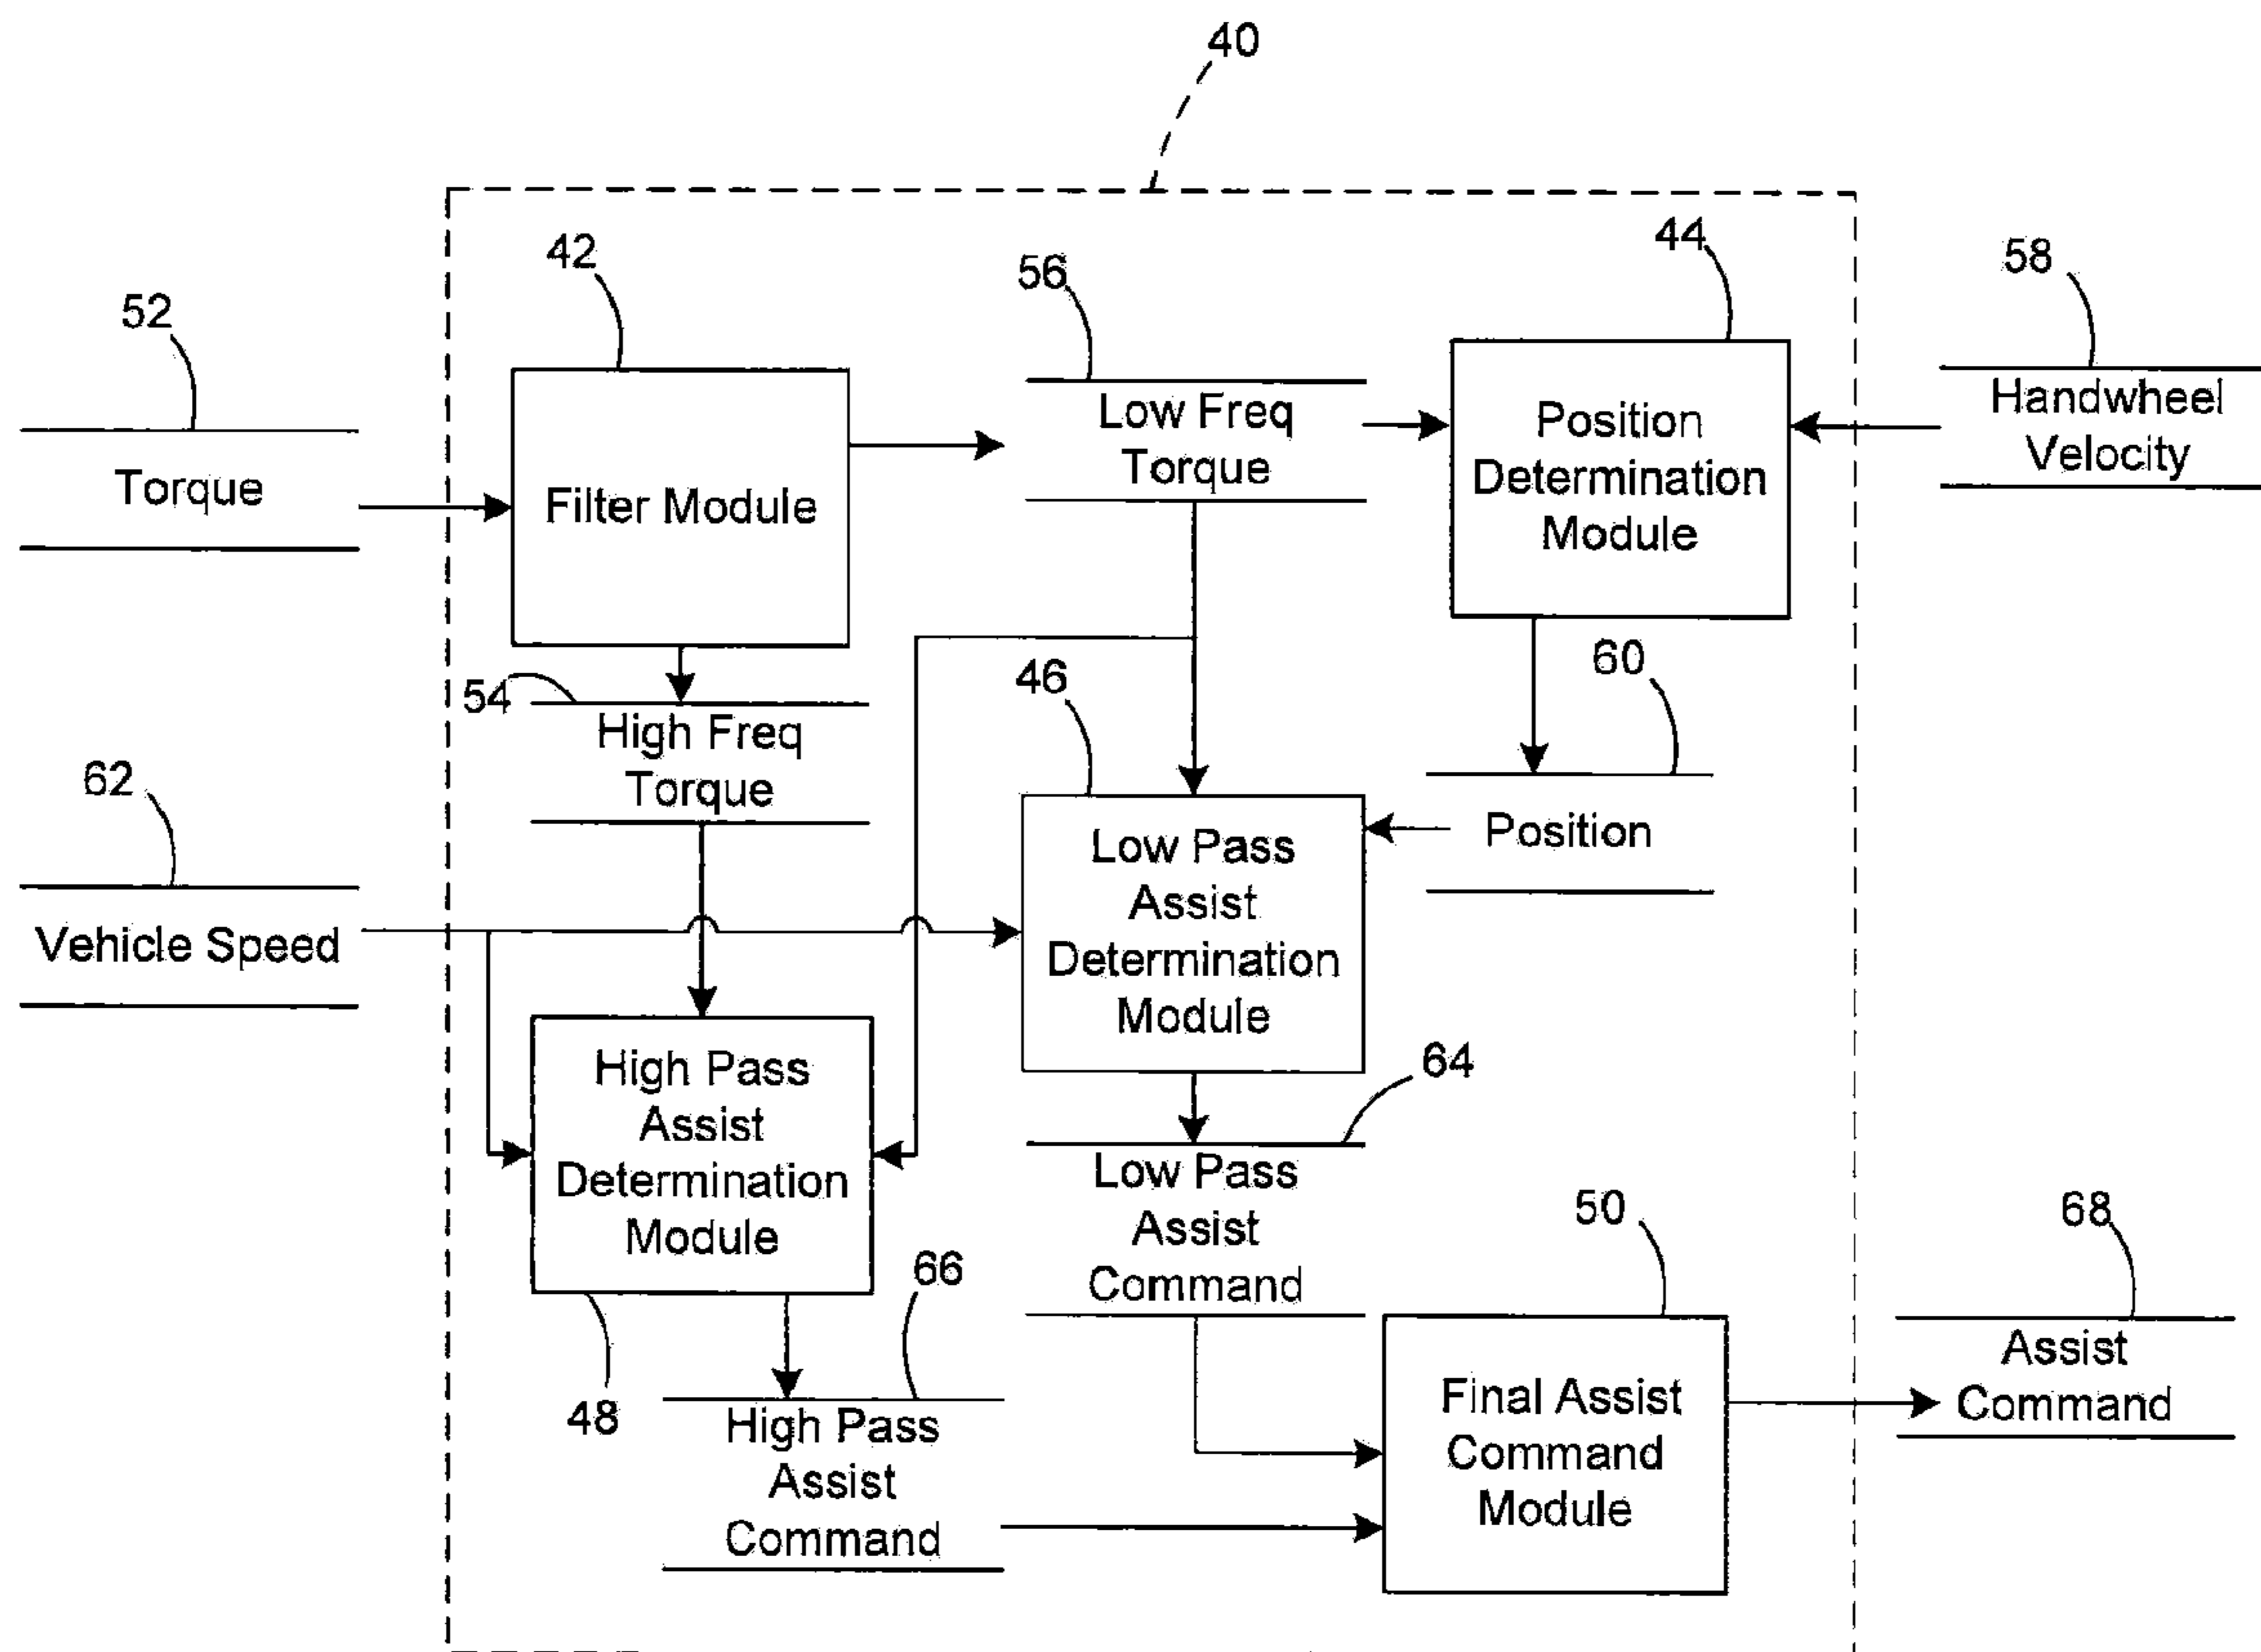 40
42
56
44
58
52
Torque
Filter Module
Low Freq
Torque
Position
Determination
Module
Handwheel
Velocity
54
High Freq
Torque
46
60
Position
62
Vehicle Speed
Low Pass
Assist
Determination
Module
High Pass
Assist
Determination
Module
48
64
Low Pass
Assist
Command
66
High Pass
Assist
Command
50
Final Assist
Command
Module
68
Assist
Command